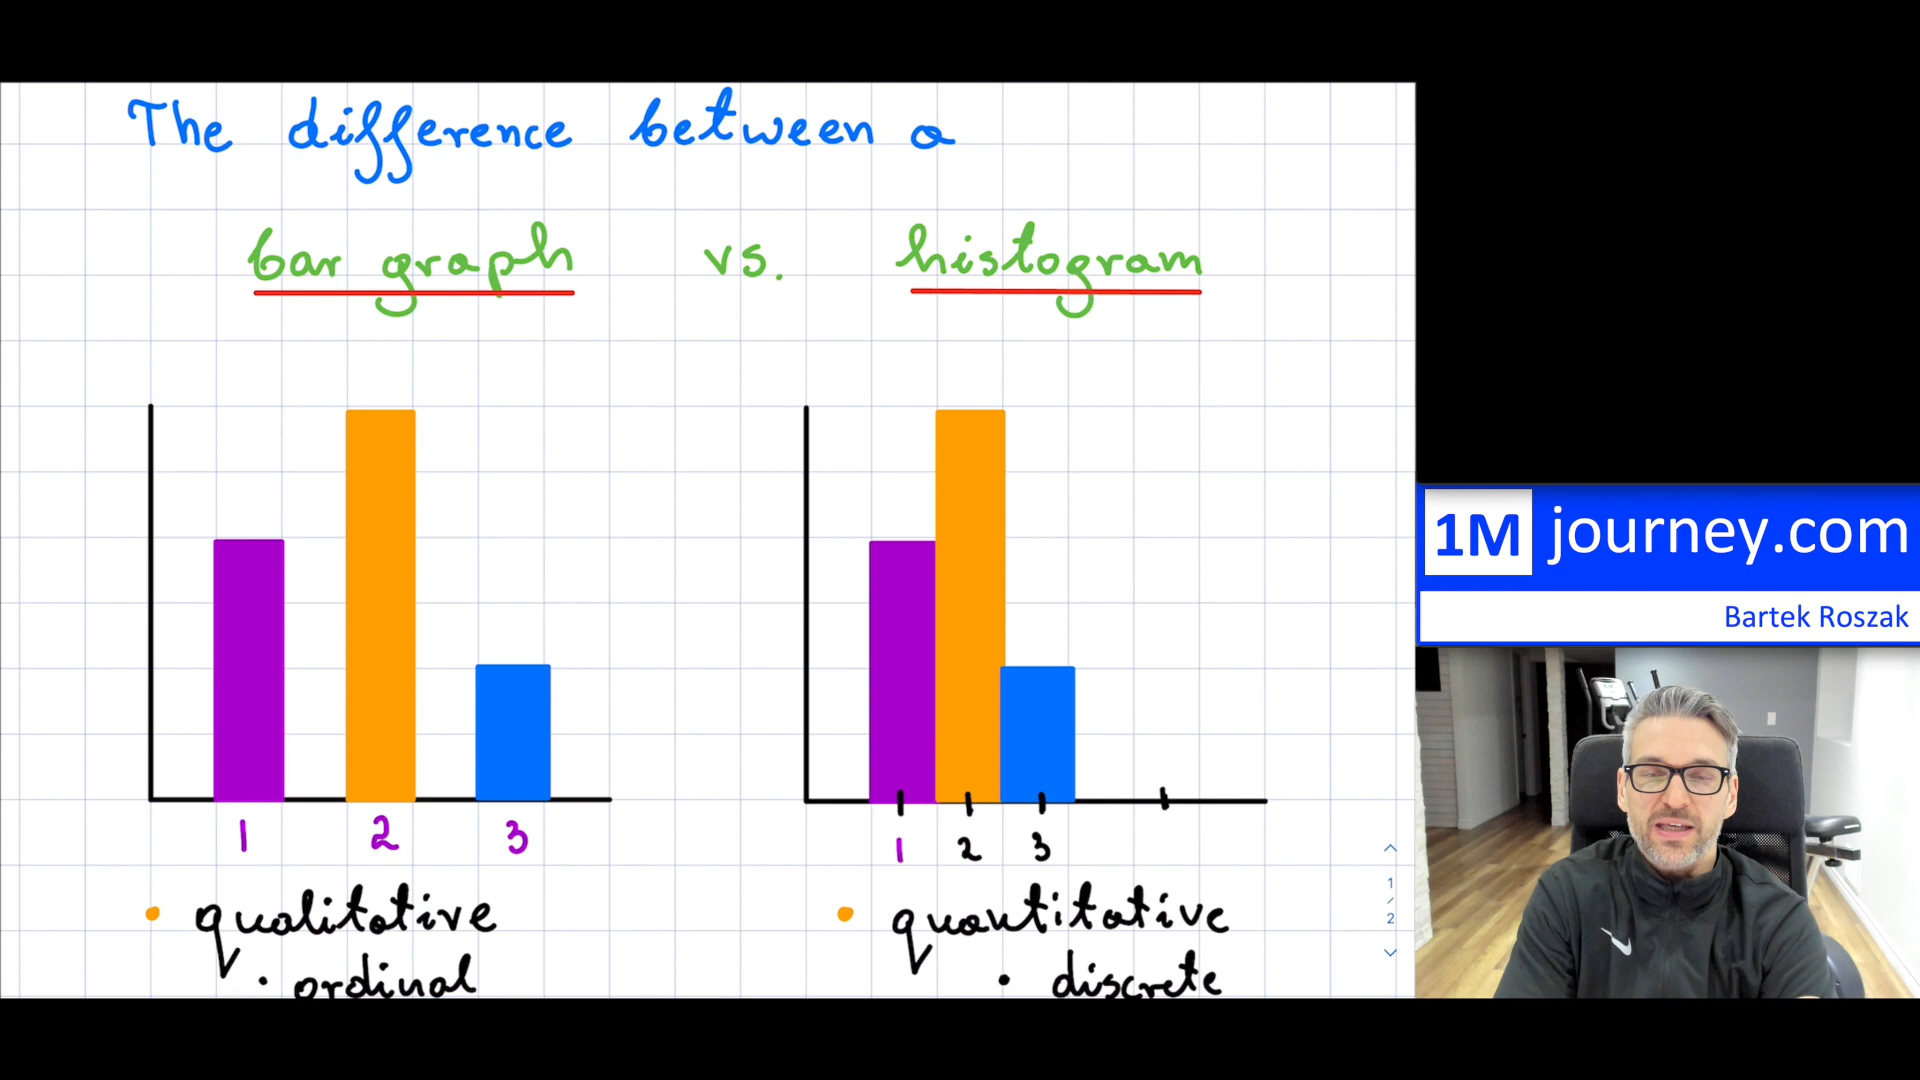 The difference between a
bar graph vs. histogram
1 2 3
1 2 3
• qualitative
• ordinal
• quantitative
• discrete
1
/
2
1M journey.com
Bartek Roszak